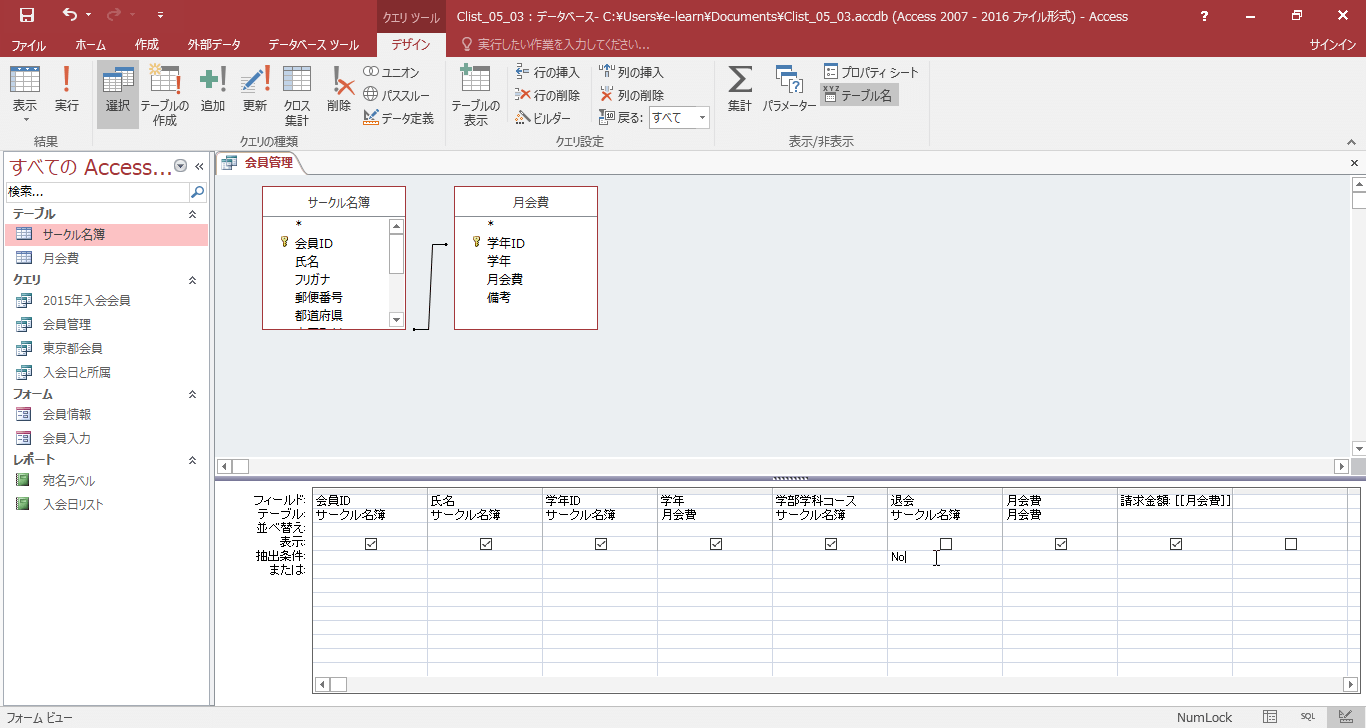 クエリ ツール
Clist_05_03 : データベース- C:¥Users¥e-learn¥Documents¥Clist_05_03.accdb (Access 2007 - 2016 ファイル形式) - Access
?
ファイル ホーム 作成 外部データ データベース ツール デザイン 実行したい作業を入力してください... サインイン
表示 実行 選択 テーブルの作成 追加 更新 クロス集計 削除
ユニオン
パススルー
データ定義
テーブルの表示
行の挿入
行の削除
ビルダー
列の挿入
列の削除
戻る: すべて
集計 パラメーター
プロパティ シート
XYZ テーブル名
結果 クエリの種類 クエリ設定 表示/非表示
すべての Access...
検索...
テーブル
サークル名簿
月会費
クエリ
2015年入会会員
会員管理
東京都会員
入会日と所属
フォーム
会員情報
会員入力
レポート
宛名ラベル
入会日リスト
会員管理
サークル名簿
*
会員ID
氏名
フリガナ
郵便番号
都道府県
月会費
*
学年ID
学年
月会費
備考
フィールド: 会員ID 氏名 学年ID 学年 学部学科コース 退会 月会費 請求金額: [[月会費]]
テーブル: サークル名簿 サークル名簿 サークル名簿 月会費 サークル名簿 サークル名簿 月会費
並べ替え:
表示:
抽出条件: No
または:
フォーム ビュー NumLock SQL